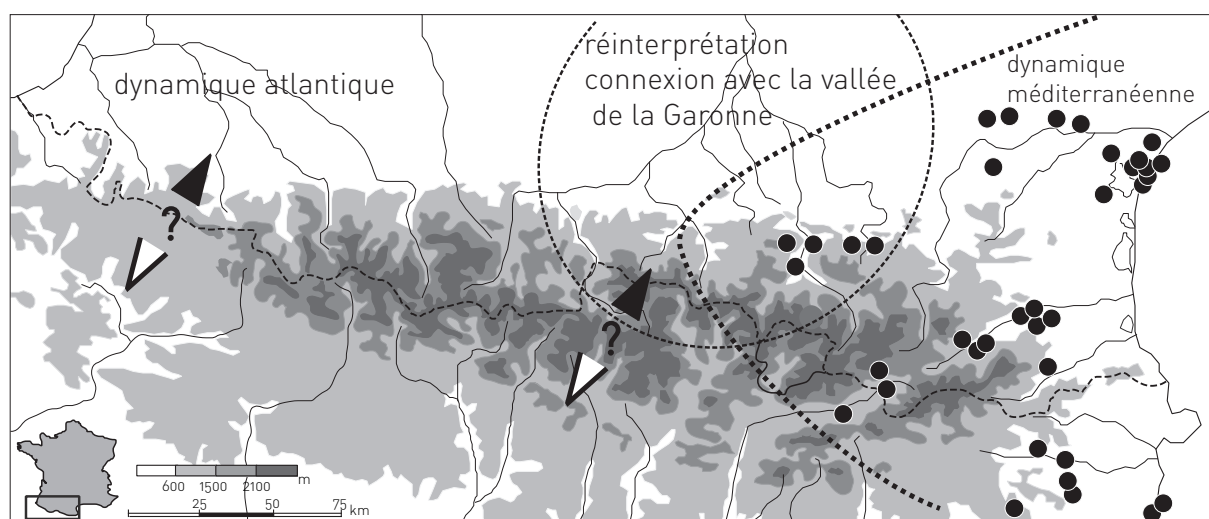 dynamique atlantique
réinterprétation
connexion avec la vallée
de la Garonne
dynamique
méditerranéenne
?
?
600 1500 2100 m
25 50 75 km